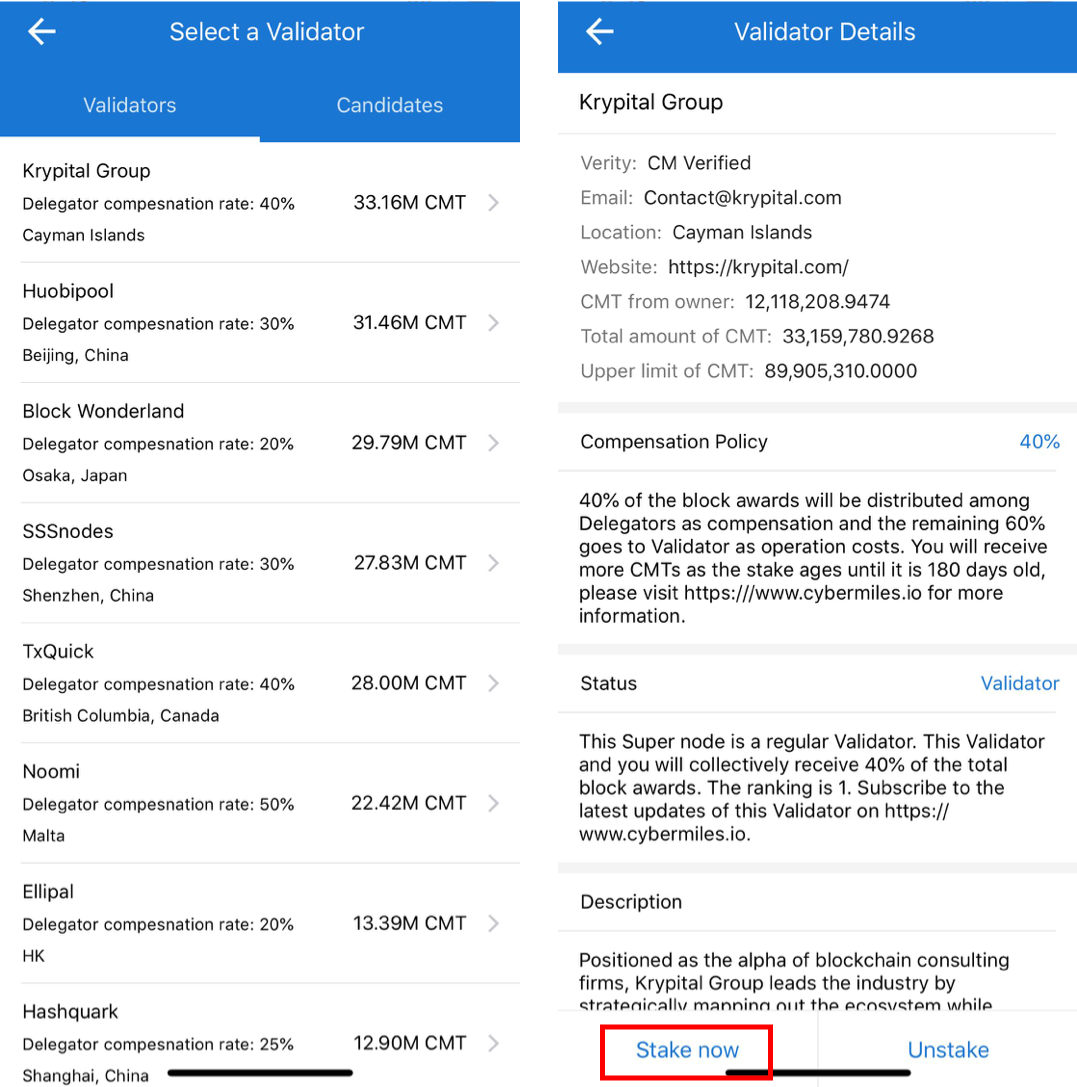 Select a Validator
Validators
Candidates
Krypital Group
Delegator compesnation rate: 40%
33.16M CMT
Cayman Islands
Huobipool
Delegator compesnation rate: 30%
31.46M CMT
Beijing, China
Block Wonderland
Delegator compesnation rate: 20%
29.79M CMT
Osaka, Japan
SSSnodes
Delegator compesnation rate: 30%
27.83M CMT
Shenzhen, China
TxQuick
Delegator compesnation rate: 40%
28.00M CMT
British Columbia, Canada
Noomi
Delegator compesnation rate: 50%
22.42M CMT
Malta
Ellipal
Delegator compesnation rate: 20%
13.39M CMT
HK
Hashquark
Delegator compesnation rate: 25%
12.90M CMT
Shanghai, China
Validator Details
Krypital Group
Verity: CM Verified
Email: Contact@krypital.com
Location: Cayman Islands
Website: https://krypital.com/
CMT from owner: 12,118,208.9474
Total amount of CMT: 33,159,780.9268
Upper limit of CMT: 89,905,310.0000
Compensation Policy
40%
40% of the block awards will be distributed among
Delegators as compensation and the remaining 60%
goes to Validator as operation costs. You will receive
more CMTs as the stake ages until it is 180 days old,
please visit https:///www.cybermiles.io for more
information.
Status
Validator
This Super node is a regular Validator. This Validator
and you will collectively receive 40% of the total
block awards. The ranking is 1. Subscribe to the
latest updates of this Validator on https://
www.cybermiles.io.
Description
Positioned as the alpha of blockchain consulting
firms, Krypital Group leads the industry by
strategically mapping out the ecosystem while
Stake now
Unstake